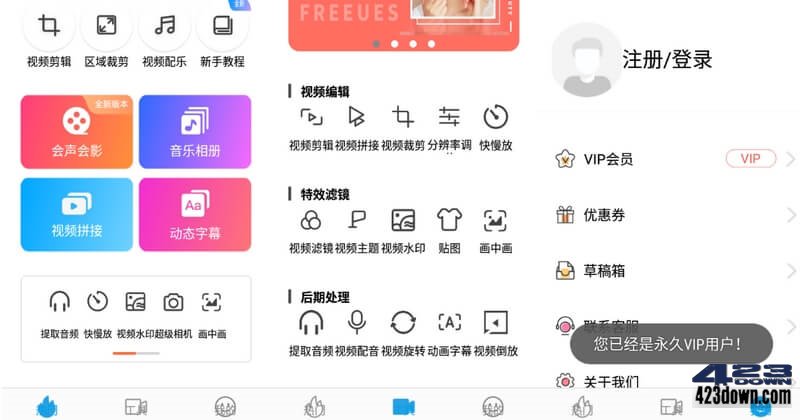 全新
视频剪辑 区域裁剪 视频配乐 新手教程
全新版本
会声会影 音乐相册
视频拼接 Aa
动态字幕
提取音频 快慢放 视频水印 超级相机 画中画
FREEUES
视频编辑
视频剪辑 视频拼接 视频裁剪 分辨率调 快慢放
特效滤镜
视频滤镜 视频主题 视频水印 贴图 画中画
后期处理
A
提取音频 视频配音 视频旋转 动画字幕 视频倒放
注册/登录
VIP会员 VIP
优惠券
草稿箱
联系客服
您已经是永久VIP用户!
关于我们
423
DOWN
423down.com